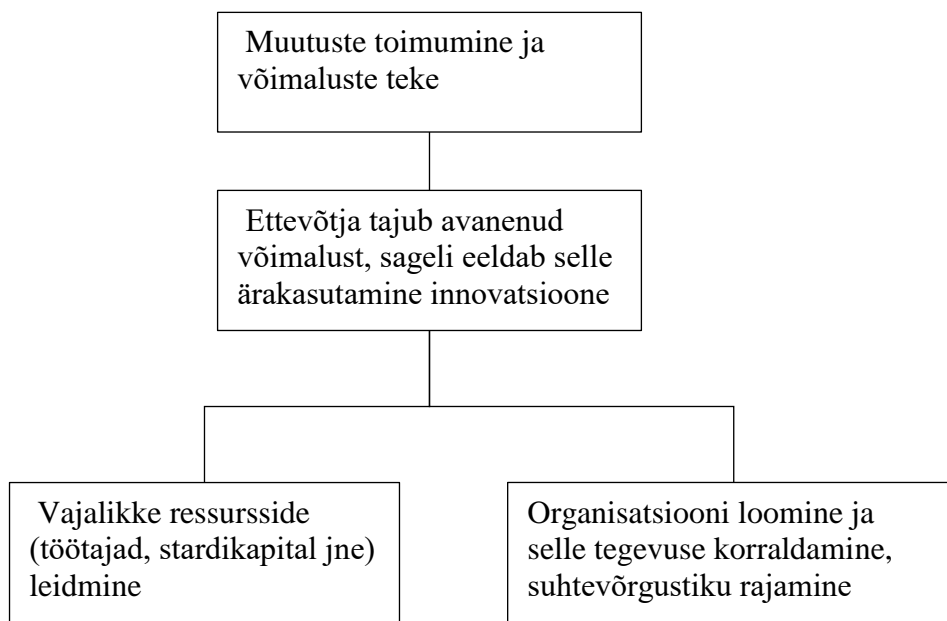 Muutuste toimumine ja
võimaluste teke
Ettevõtja tajub avanenud
võimalust, sageli eeldab selle
ärakasutamine innovatsioone
Vajalikke ressursside
(töötajad, stardikapital jne)
leidmine
Organisatsiooni loomine ja
selle tegevuse korraldamine,
suhtevõrgustiku rajamine